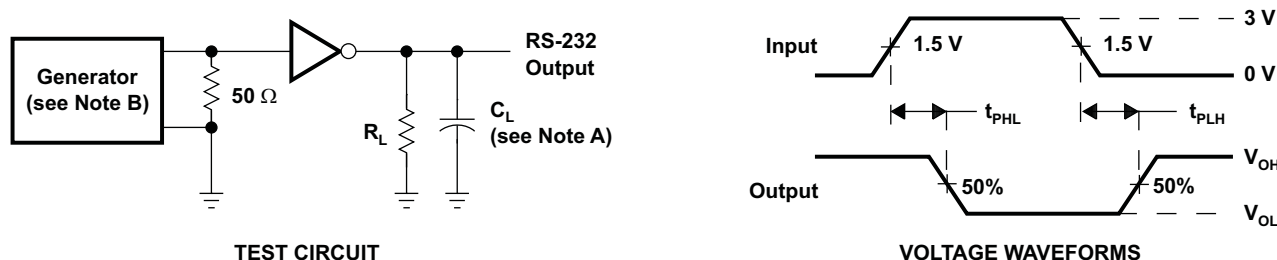 Generator
(see Note B)
50 Ω
RS-232
Output
R_L
C_L
(see Note A)
TEST CIRCUIT
Input
1.5 V
1.5 V
3 V
0 V
t_PHL
t_PLH
Output
50%
50%
V_OH
V_OL
VOLTAGE WAVEFORMS